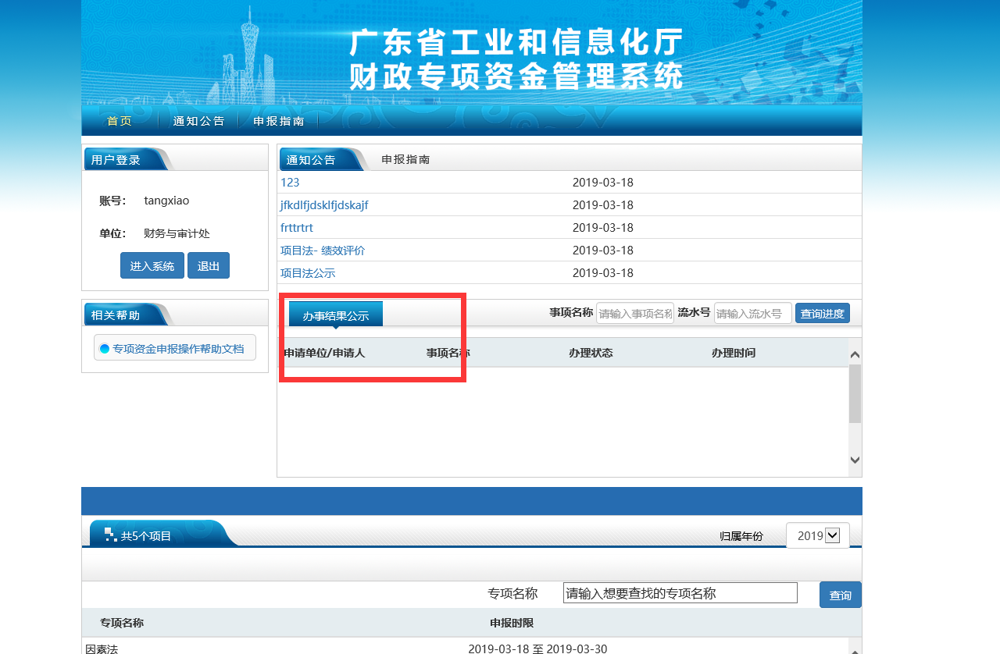 广东省工业和信息化厅
财政专项资金管理系统
首页 通知公告 申报指南
用户登录
账号： tangxiao
单位： 财务与审计处
进入系统 退出
相关帮助
专项资金申报操作帮助文档
通知公告 申报指南
123 2019-03-18
jfkdlfjdsklfjdskajf 2019-03-18
frttrtrt 2019-03-18
项目法- 绩效评价 2019-03-18
项目法公示 2019-03-18
办事结果公示 事项名称 请输入事项名称 流水号 请输入流水号 查询进度
申请单位/申请人 事项名称 办理状态 办理时间
共5个项目 归属年份 2019
专项名称 请输入想要查找的专项名称 查询
专项名称 申报时限
因素法 2019-03-18 至 2019-03-30